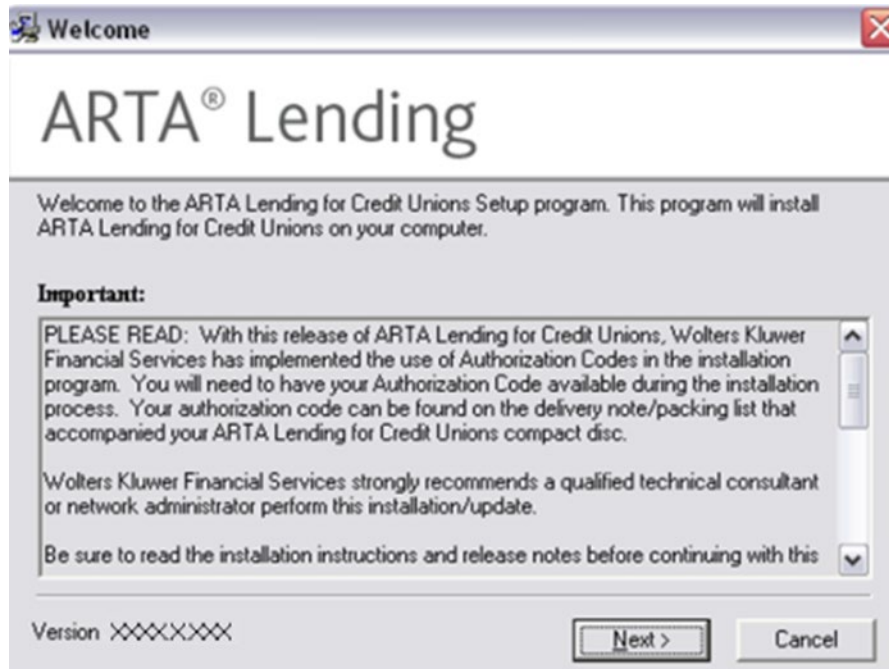 Welcome
ARTA® Lending
Welcome to the ARTA Lending for Credit Unions Setup program. This program will install
ARTA Lending for Credit Unions on your computer.
Important:
PLEASE READ: With this release of ARTA Lending for Credit Unions, Wolters Kluwer
Financial Services has implemented the use of Authorization Codes in the installation
program. You will need to have your Authorization Code available during the installation
process. Your authorization code can be found on the delivery note/packing list that
accompanied your ARTA Lending for Credit Unions compact disc.
Wolters Kluwer Financial Services strongly recommends a qualified technical consultant
or network administrator perform this installation/update.
Be sure to read the installation instructions and release notes before continuing with this
Version XXXX.X.XXX
Next >
Cancel